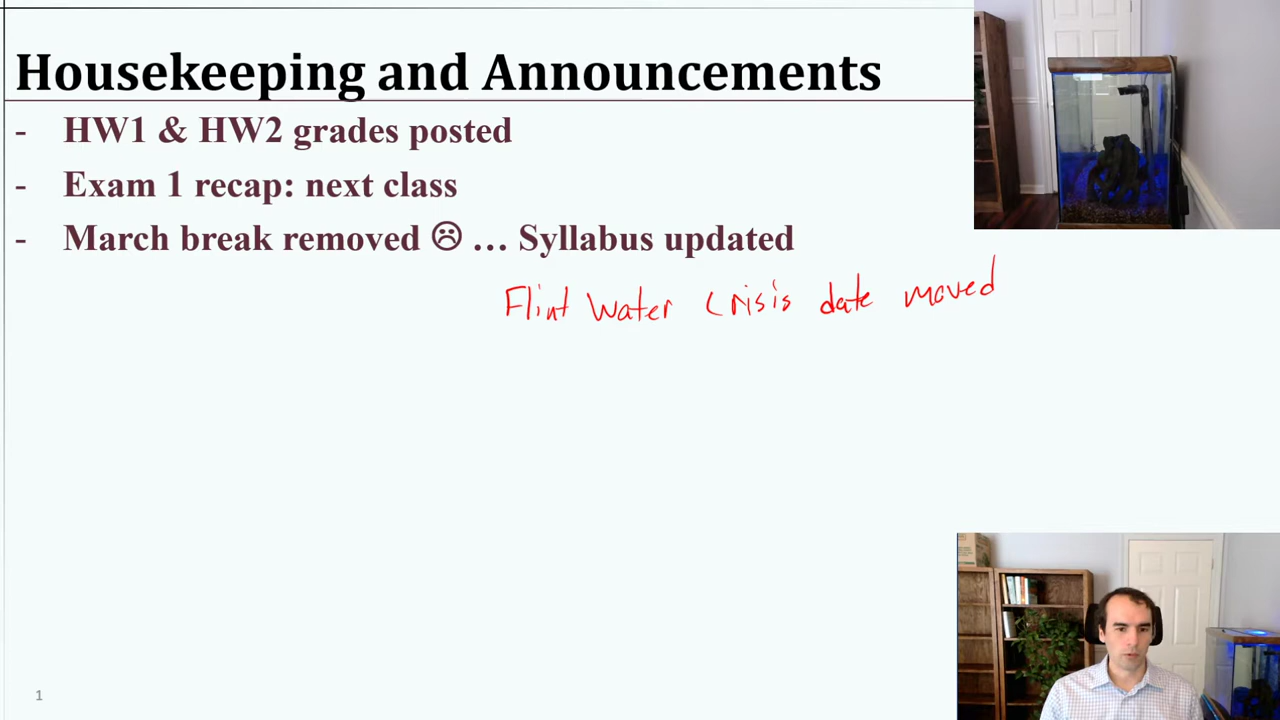 Housekeeping and Announcements
- HW1 & HW2 grades posted
- Exam 1 recap: next class
- March break removed ☹ … Syllabus updated
Flint Water Crisis date moved
1